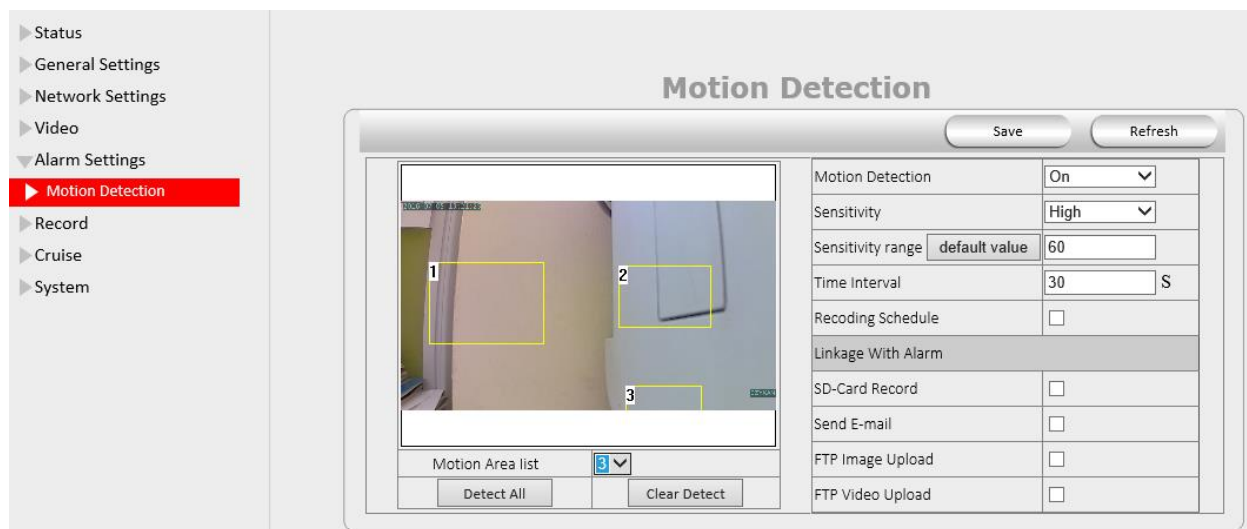 Status
General Settings
Network Settings
Video
Alarm Settings
Motion Detection
Record
Cruise
System
Motion Detection
Save Refresh
1
2
3
Motion Area list 3
Detect All Clear Detect
Motion Detection On
Sensitivity High
Sensitivity range default value 60
Time Interval 30 S
Recoding Schedule
Linkage With Alarm
SD-Card Record
Send E-mail
FTP Image Upload
FTP Video Upload